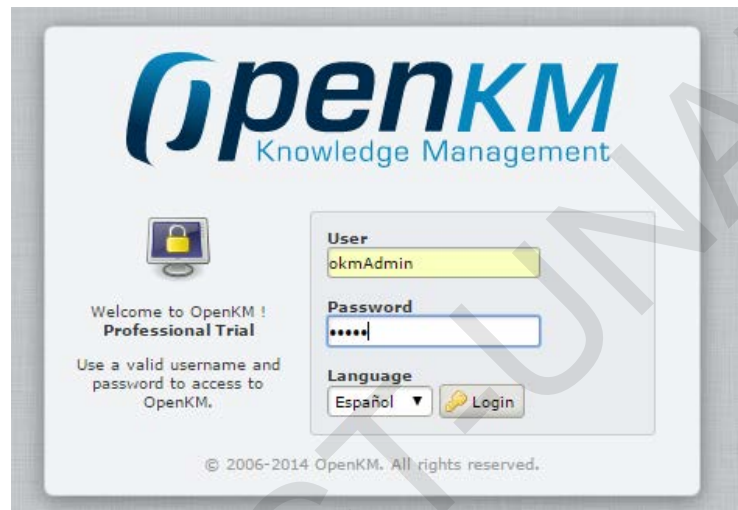 OpenKM
Knowledge Management
User
okmAdmin
Welcome to OpenKM !
Professional Trial
Password
•••••
Use a valid username and
password to access to
OpenKM.
Language
Español ▼ Login
© 2006-2014 OpenKM. All rights reserved.